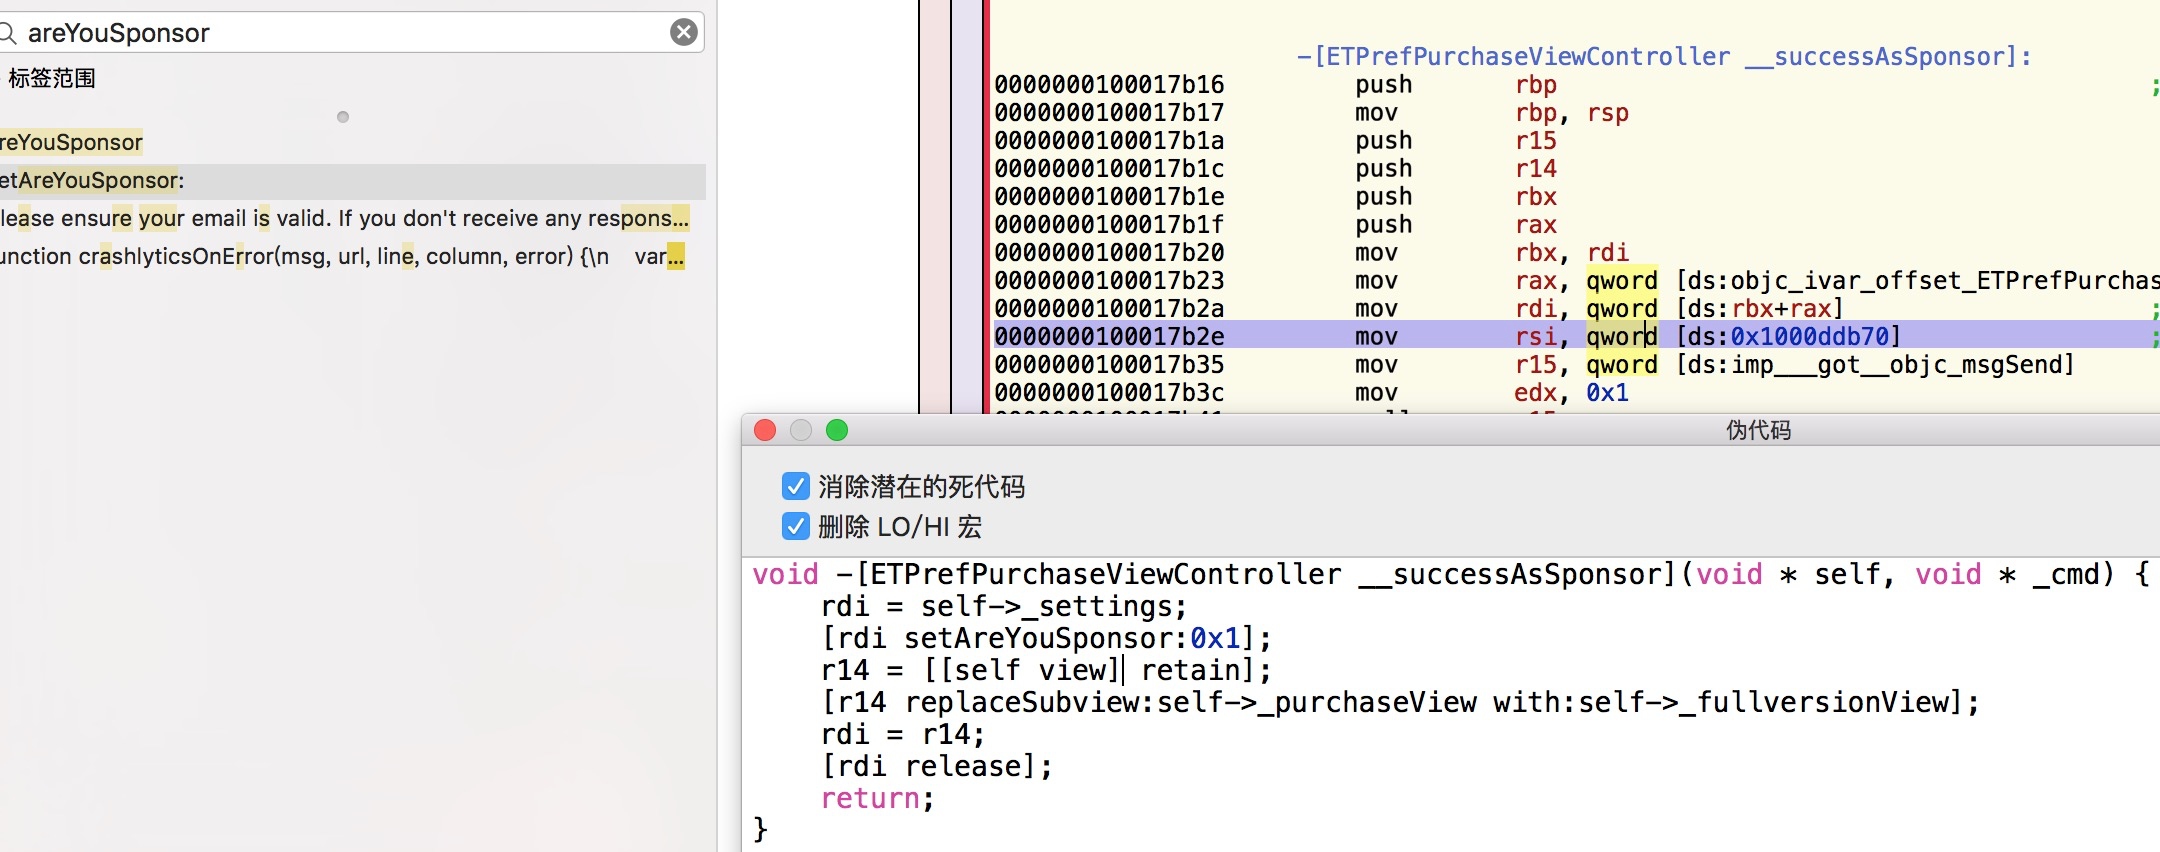 areYouSponsor
标签范围
reYouSponsor
etAreYouSponsor:
lease ensure your email is valid. If you don't receive any respons...
unction crashlyticsOnError(msg, url, line, column, error) {\n    var...
-[ETPrefPurchaseViewController __successAsSponsor]:
0000000100017b16 push rbp ;
0000000100017b17 mov rbp, rsp
0000000100017b1a push r15
0000000100017b1c push r14
0000000100017b1e push rbx
0000000100017b1f push rax
0000000100017b20 mov rbx, rdi
0000000100017b23 mov rax, qword [ds:objc_ivar_offset_ETPrefPurchas
0000000100017b2a mov rdi, qword [ds:rbx+rax] ;
0000000100017b2e mov rsi, qword [ds:0x1000ddb70] ;
0000000100017b35 mov r15, qword [ds:imp___got__objc_msgSend]
0000000100017b3c mov edx, 0x1
伪代码
消除潜在的死代码
删除 LO/HI 宏
void -[ETPrefPurchaseViewController __successAsSponsor](void * self, void * _cmd) {
    rdi = self->_settings;
    [rdi setAreYouSponsor:0x1];
    r14 = [[self view] retain];
    [r14 replaceSubview:self->_purchaseView with:self->_fullversionView];
    rdi = r14;
    [rdi release];
    return;
}